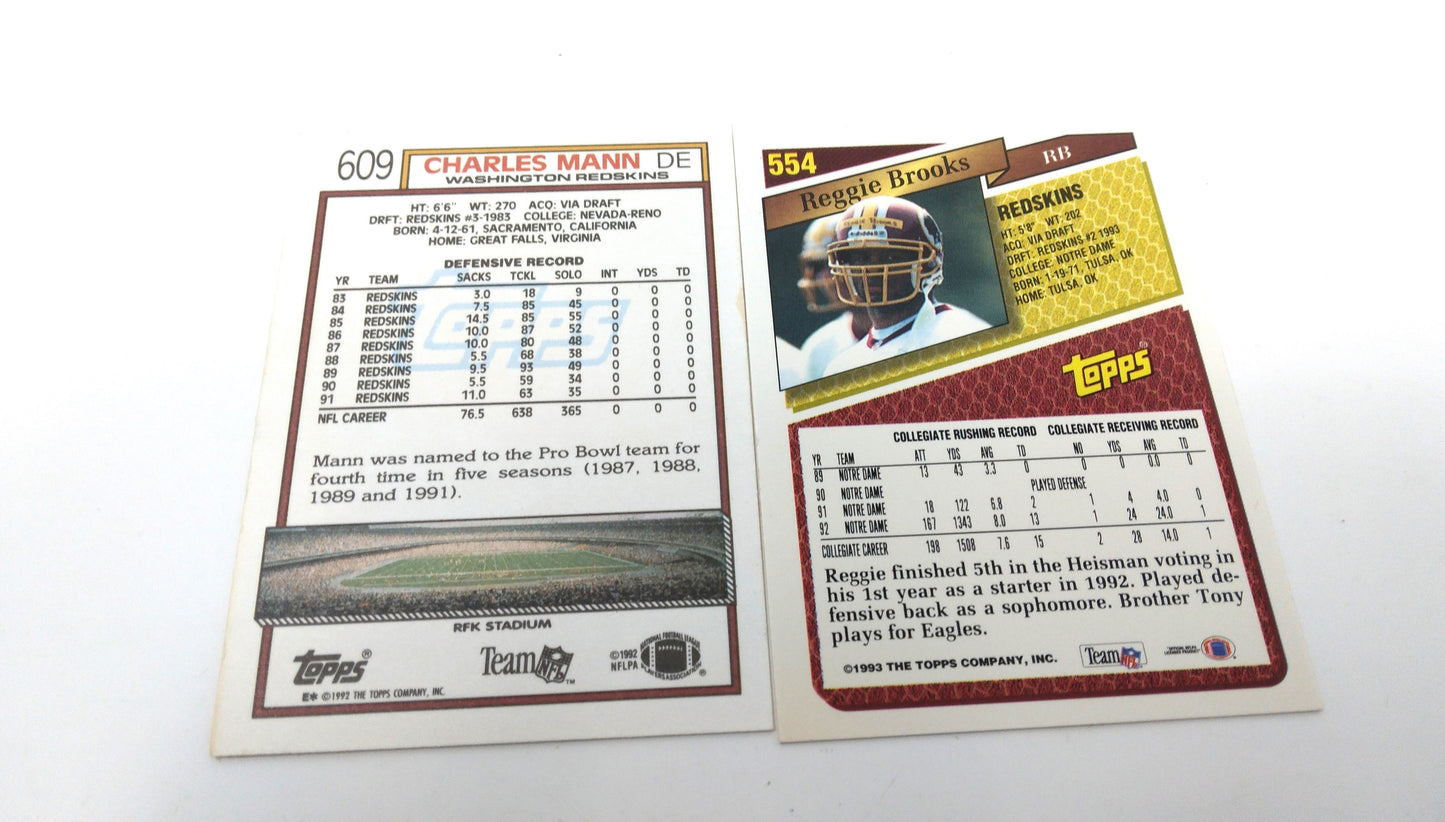 609 CHARLES MANN DE
WASHINGTON REDSKINS
HT: 6'6" WT: 270 ACQ: VIA DRAFT
DRFT: REDSKINS #3-1983 COLLEGE: NEVADA-RENO
BORN: 4-12-61, SACRAMENTO, CALIFORNIA
HOME: GREAT FALLS, VIRGINIA
DEFENSIVE RECORD
YR TEAM SACKS TCKL SOLO INT YDS TD
83 REDSKINS 3.0 18 9 0 0 0
84 REDSKINS 7.5 85 45 0 0 0
85 REDSKINS 14.5 85 55 0 0 0
86 REDSKINS 10.0 87 52 0 0 0
87 REDSKINS 10.0 80 48 0 0 0
88 REDSKINS 5.5 68 38 0 0 0
89 REDSKINS 9.5 93 49 0 0 0
90 REDSKINS 5.5 59 34 0 0 0
91 REDSKINS 11.0 63 35 0 0 0
NFL CAREER 76.5 638 365 0 0 0
Topps
Mann was named to the Pro Bowl team for
fourth time in five seasons (1987, 1988,
1989 and 1991).
RFK STADIUM
Topps®
Team NFL™
©1992
NFLPA
NATIONAL FOOTBALL LEAGUE
PLAYERS ASSOCIATION
®
E* ©1992 THE TOPPS COMPANY, INC.
554
Reggie Brooks
RB
REDSKINS
HT: 5'8" WT: 202
ACQ: VIA DRAFT
DRFT: REDSKINS #2 1993
COLLEGE: NOTRE DAME
BORN: 1-19-71, TULSA, OK
HOME: TULSA, OK
Topps®
COLLEGIATE RUSHING RECORD COLLEGIATE RECEIVING RECORD
YR TEAM ATT YDS AVG TD NO YDS AVG TD
89 NOTRE DAME 13 43 3.3 0 0 0 0.0 0
90 NOTRE DAME PLAYED DEFENSE
91 NOTRE DAME 18 122 6.8 2 1 4 4.0 0
92 NOTRE DAME 167 1343 8.0 13 1 24 24.0 1
COLLEGIATE CAREER 198 1508 7.6 15 2 28 14.0 1
Reggie finished 5th in the Heisman voting in
his 1st year as a starter in 1992. Played de-
fensive back as a sophomore. Brother Tony
plays for Eagles.
©1993 THE TOPPS COMPANY, INC.
Team NFL